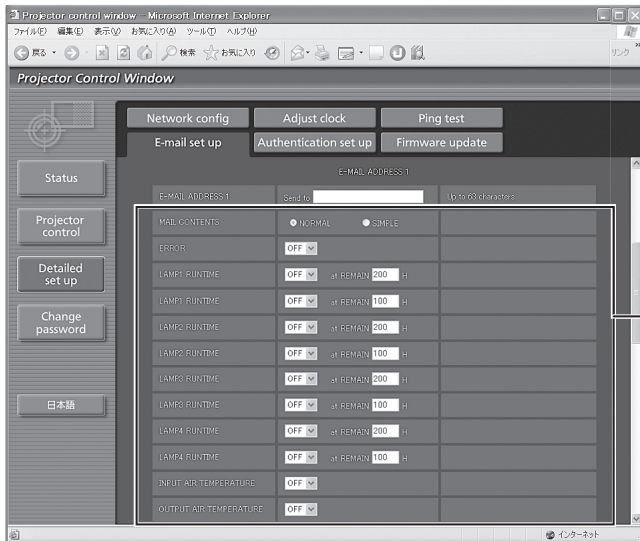 Projector control window - Microsoft Internet Explorer
ファイル(F) 編集(E) 表示(V) お気に入り(A) ツール(T) ヘルプ(H)
戻る 検索 お気に入り リンク »
Projector Control Window
Network config Adjust clock Ping test
E-mail set up Authentication set up Firmware update
Status
Projector control
Detailed set up
Change password
日本語
E-MAIL ADDRESS 1
E-MAIL ADDRESS 1 Send to Up to 63 characters
MAIL CONTENTS NORMAL SIMPLE
ERROR OFF
LAMP1 RUNTIME OFF at REMAIN 200 H
LAMP1 RUNTIME OFF at REMAIN 100 H
LAMP2 RUNTIME OFF at REMAIN 200 H
LAMP2 RUNTIME OFF at REMAIN 100 H
LAMP3 RUNTIME OFF at REMAIN 200 H
LAMP3 RUNTIME OFF at REMAIN 100 H
LAMP4 RUNTIME OFF at REMAIN 200 H
LAMP4 RUNTIME OFF at REMAIN 100 H
INPUT AIR TEMPERATURE OFF
OUTPUT AIR TEMPERATURE OFF
インターネット